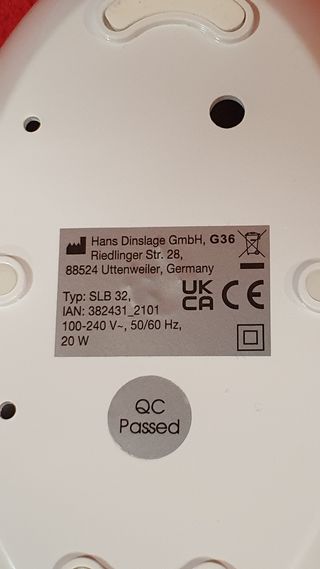 Hans Dinslage GmbH, G36
Riedlinger Str. 28,
88524 Uttenweiler, Germany
Typ: SLB 32,
IAN: 382431_2101
100-240 V~, 50/60 Hz,
20 W
UK
CA CE
QC
Passed